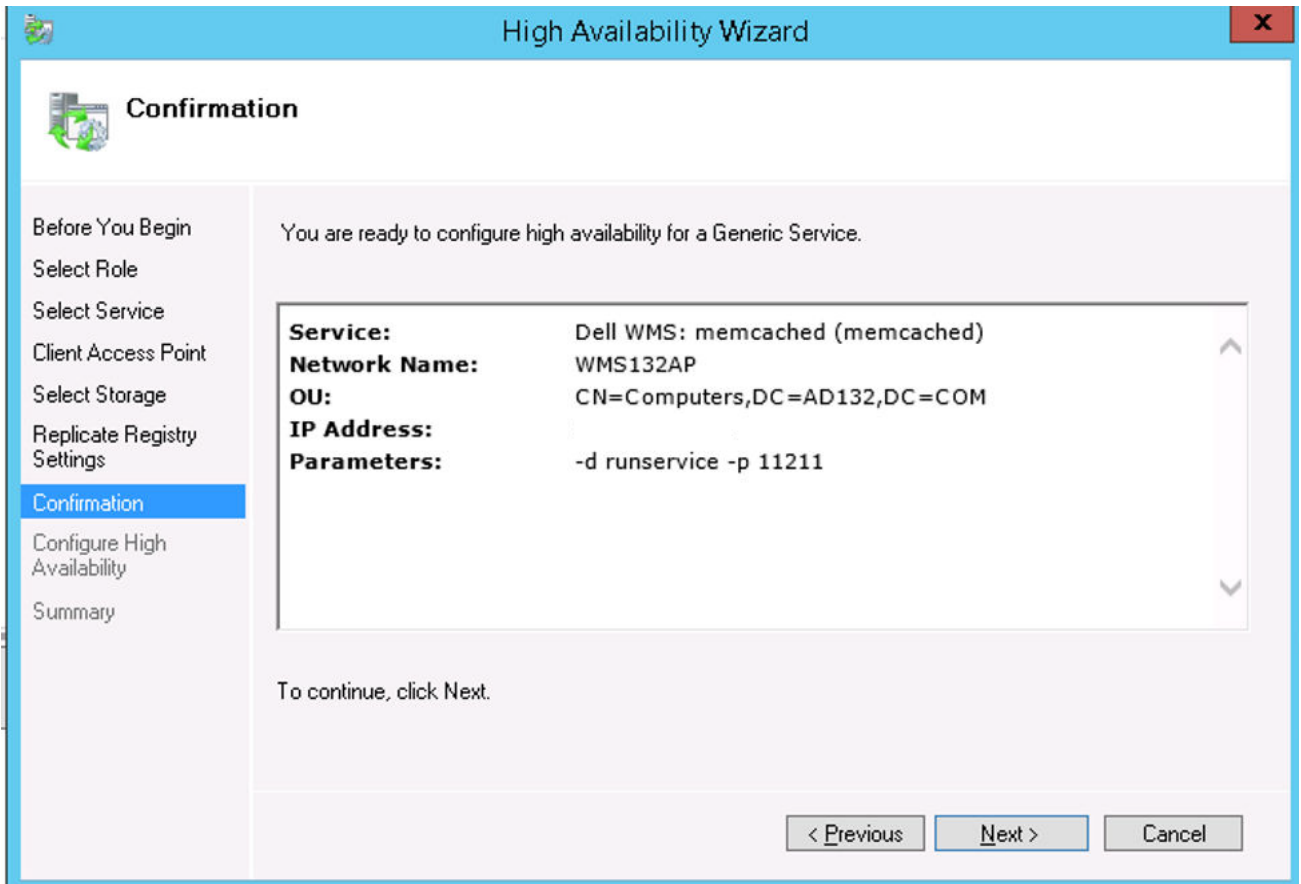 High Availability Wizard
x
Confirmation
Before You Begin
Select Role
Select Service
Client Access Point
Select Storage
Replicate Registry
Settings
Confirmation
Configure High
Availability
Summary
You are ready to configure high availability for a Generic Service.
Service: Dell WMS: memcached (memcached)
Network Name: WMS132AP
OU: CN=Computers,DC=AD132,DC=COM
IP Address:
Parameters: -d runservice -p 11211
To continue, click Next.
< Previous Next > Cancel